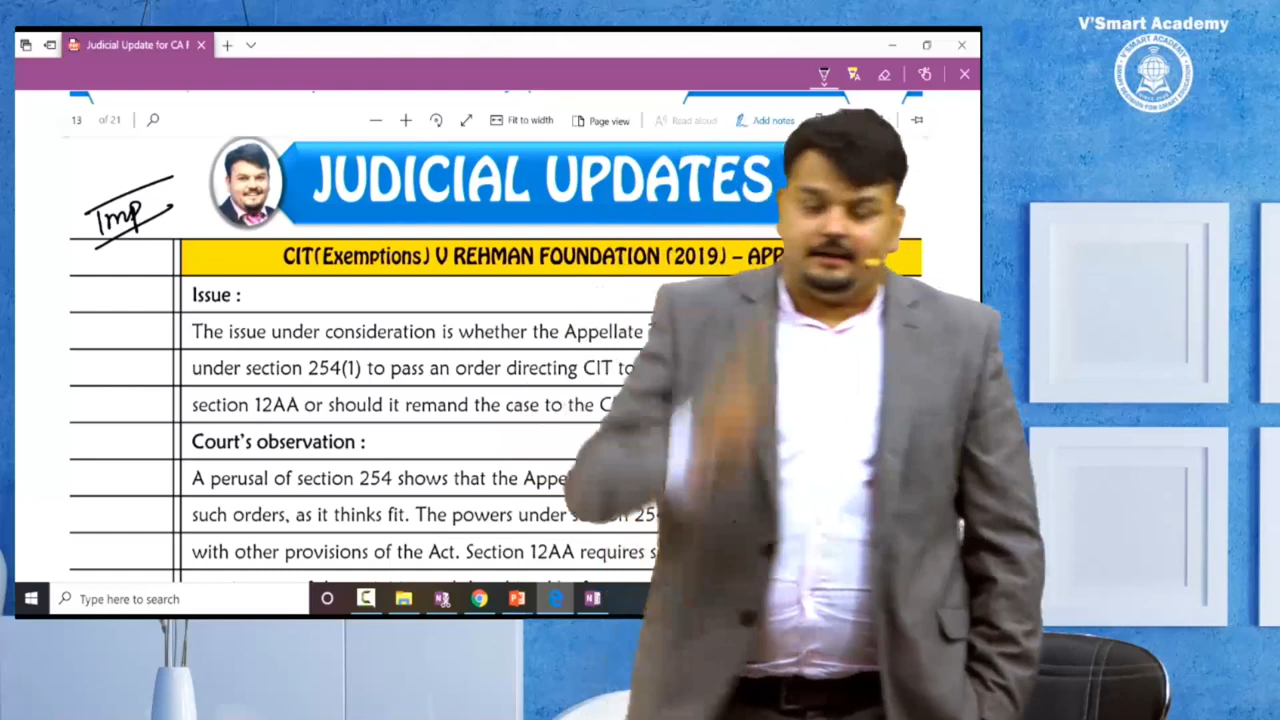 V'Smart Academy
V'SMART ACADEMY
Judicial Update for CA F
13 of 21
Fit to width
Page view
Read aloud
Add notes
Imp
JUDICIAL UPDATES
CIT(Exemptions) V REHMAN FOUNDATION (2019) – APP
Issue :
The issue under consideration is whether the Appellate
under section 254(1) to pass an order directing CIT to
section 12AA or should it remand the case to the C
Court's observation :
A perusal of section 254 shows that the Appe
such orders, as it thinks fit. The powers under 25
with other provisions of the Act. Section 12AA requires s
Type here to search